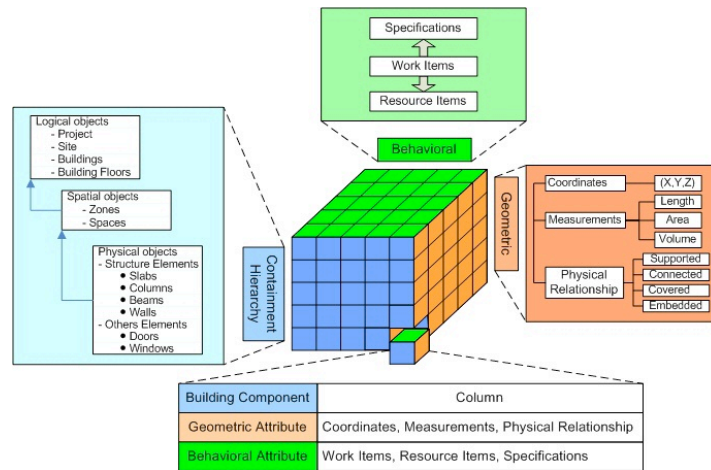 Specifications
Work Items
Resource Items
Behavioral
Logical objects
- Project
- Site
- Buildings
- Building Floors
Spatial objects
- Zones
- Spaces
Physical objects
- Structure Elements
● Slabs
● Columns
● Beams
● Walls
- Others Elements
● Doors
● Windows
Containment
Hierarchy
Geometric
Coordinates
(X,Y,Z)
Measurements
Length
Area
Volume
Physical
Relationship
Supported
Connected
Covered
Embedded
Building Component Column
Geometric Attribute Coordinates, Measurements, Physical Relationship
Behavioral Attribute Work Items, Resource Items, Specifications